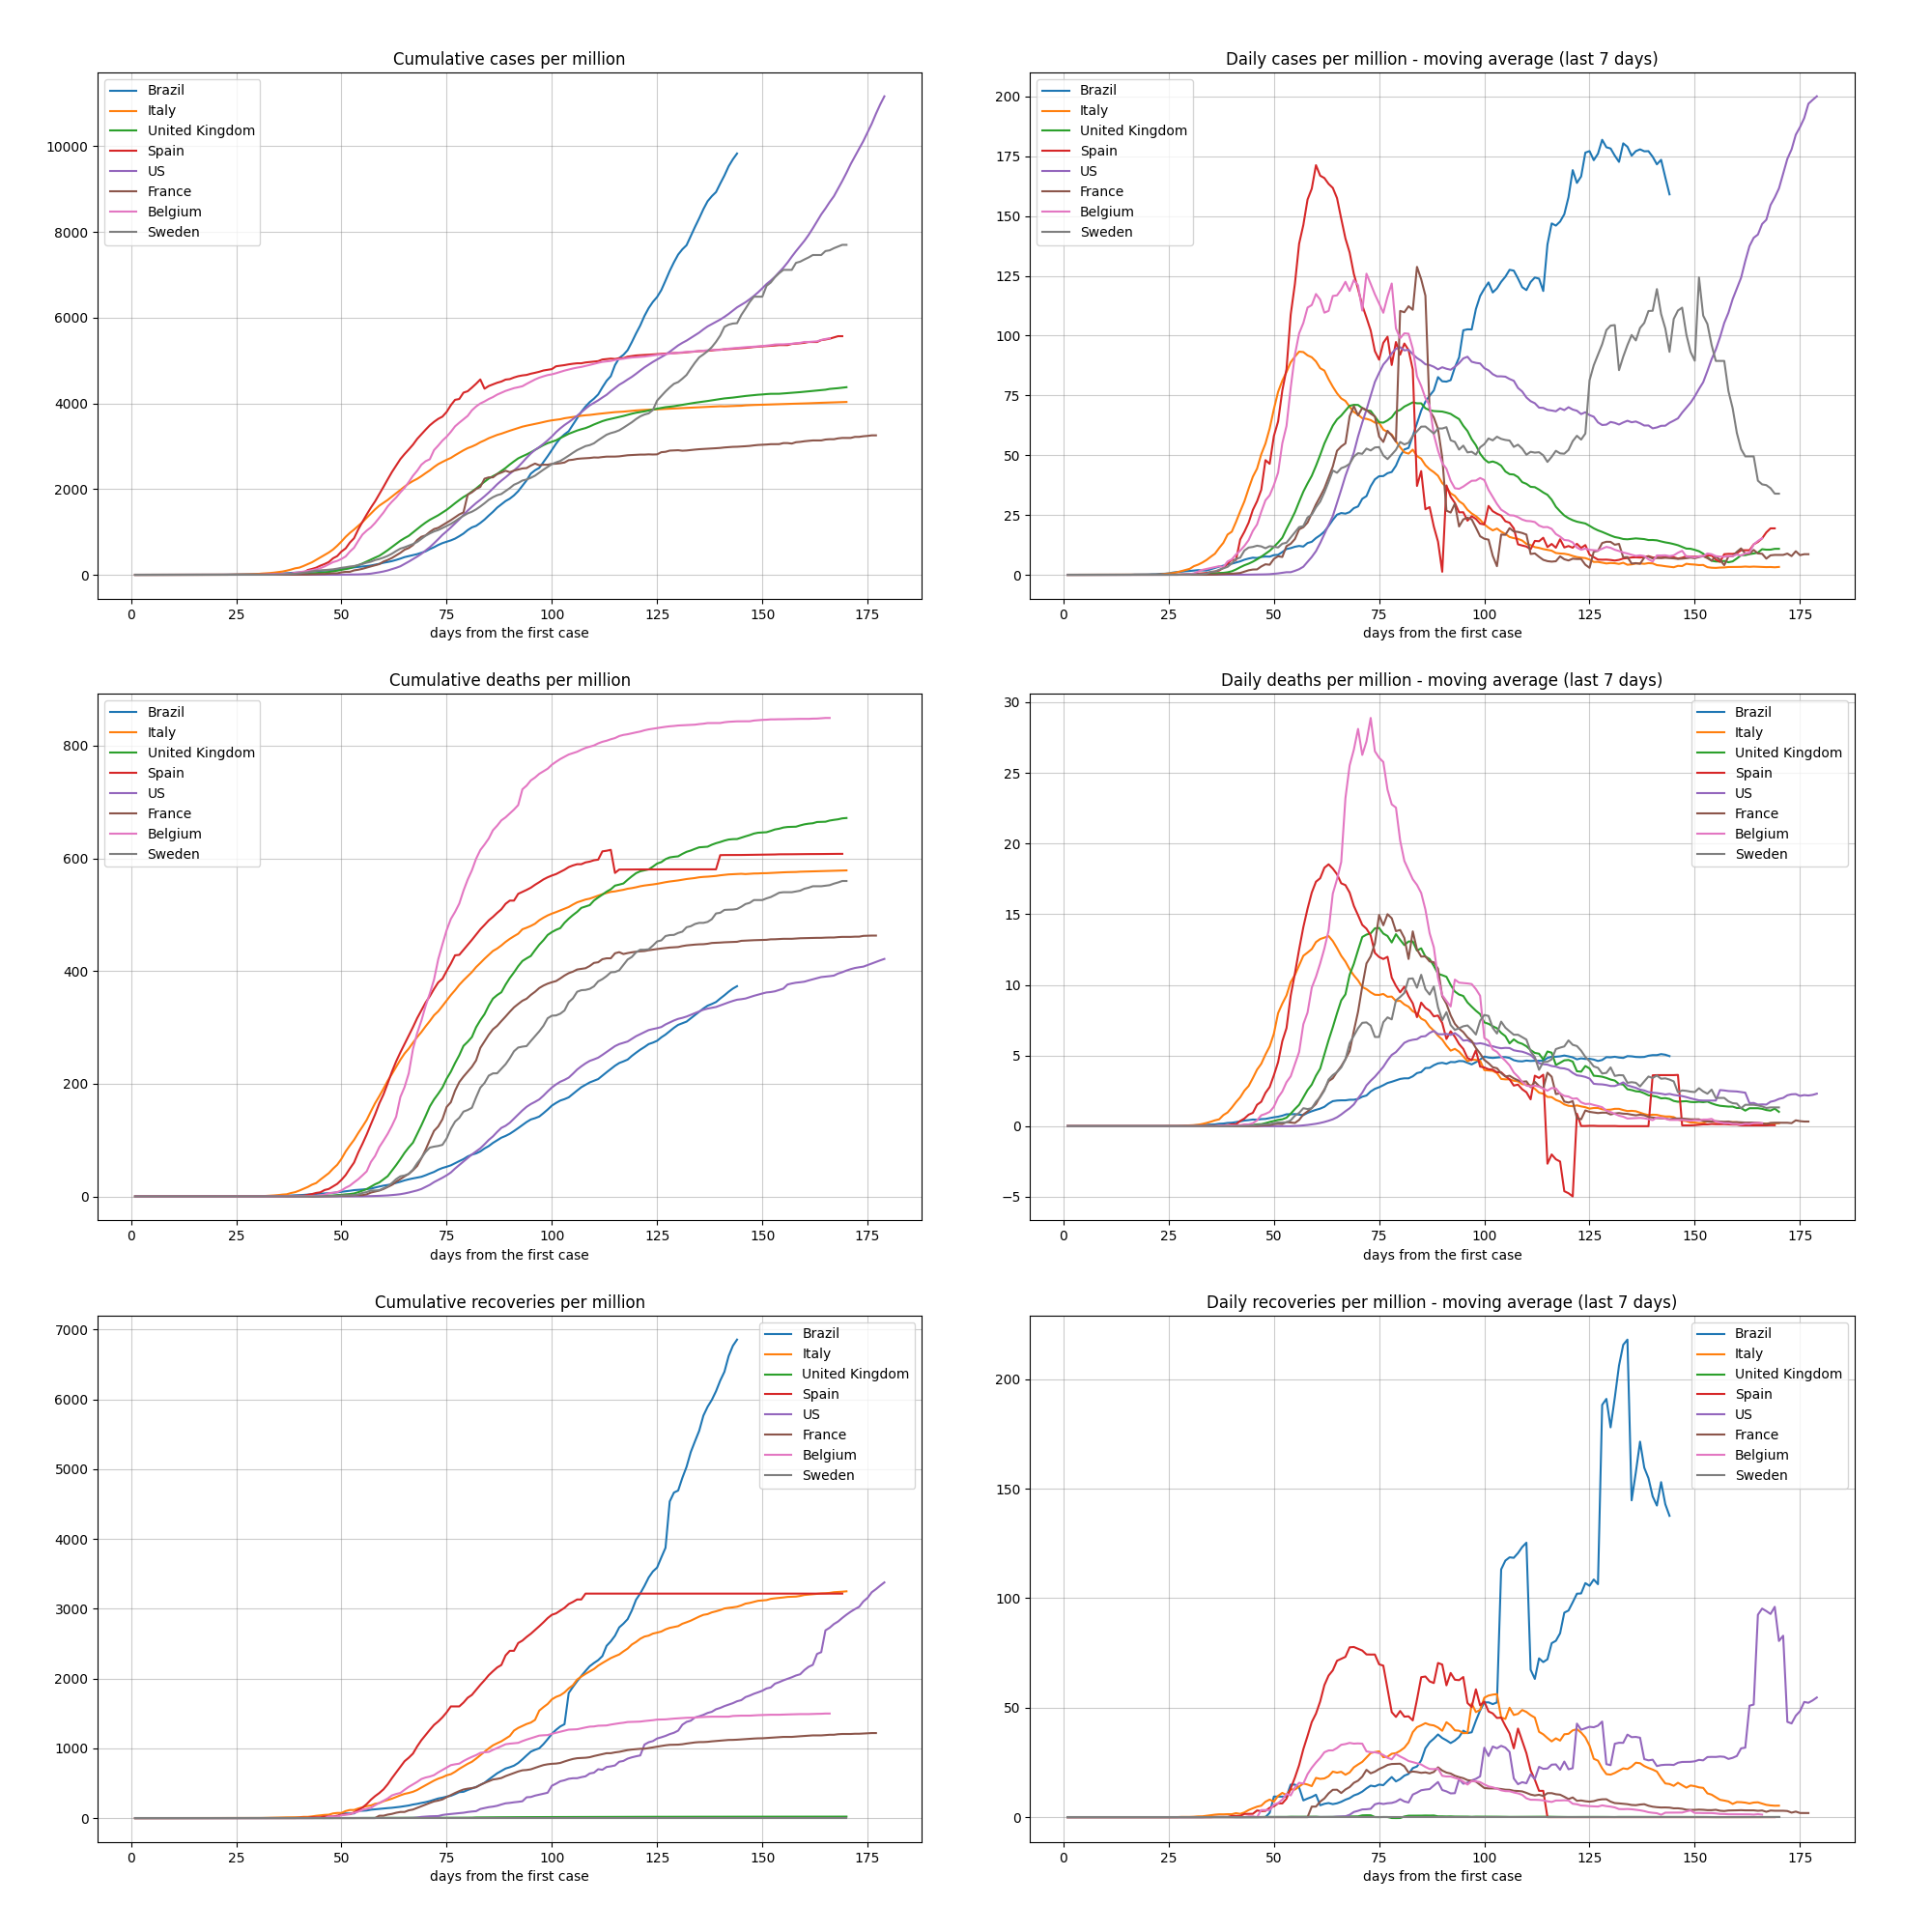 Cumulative cases per million
Brazil
Italy
United Kingdom
Spain
US
France
Belgium
Sweden
10000
8000
6000
4000
2000
0
0 25 50 75 100 125 150 175
days from the first case
Daily cases per million - moving average (last 7 days)
Brazil
Italy
United Kingdom
Spain
US
France
Belgium
Sweden
200
175
150
125
100
75
50
25
0
0 25 50 75 100 125 150 175
days from the first case
Cumulative deaths per million
Brazil
Italy
United Kingdom
Spain
US
France
Belgium
Sweden
800
600
400
200
0
0 25 50 75 100 125 150 175
days from the first case
Daily deaths per million - moving average (last 7 days)
Brazil
Italy
United Kingdom
Spain
US
France
Belgium
Sweden
30
25
20
15
10
5
0
−5
0 25 50 75 100 125 150 175
days from the first case
Cumulative recoveries per million
Brazil
Italy
United Kingdom
Spain
US
France
Belgium
Sweden
7000
6000
5000
4000
3000
2000
1000
0
0 25 50 75 100 125 150 175
days from the first case
Daily recoveries per million - moving average (last 7 days)
Brazil
Italy
United Kingdom
Spain
US
France
Belgium
Sweden
200
150
100
50
0
0 25 50 75 100 125 150 175
days from the first case